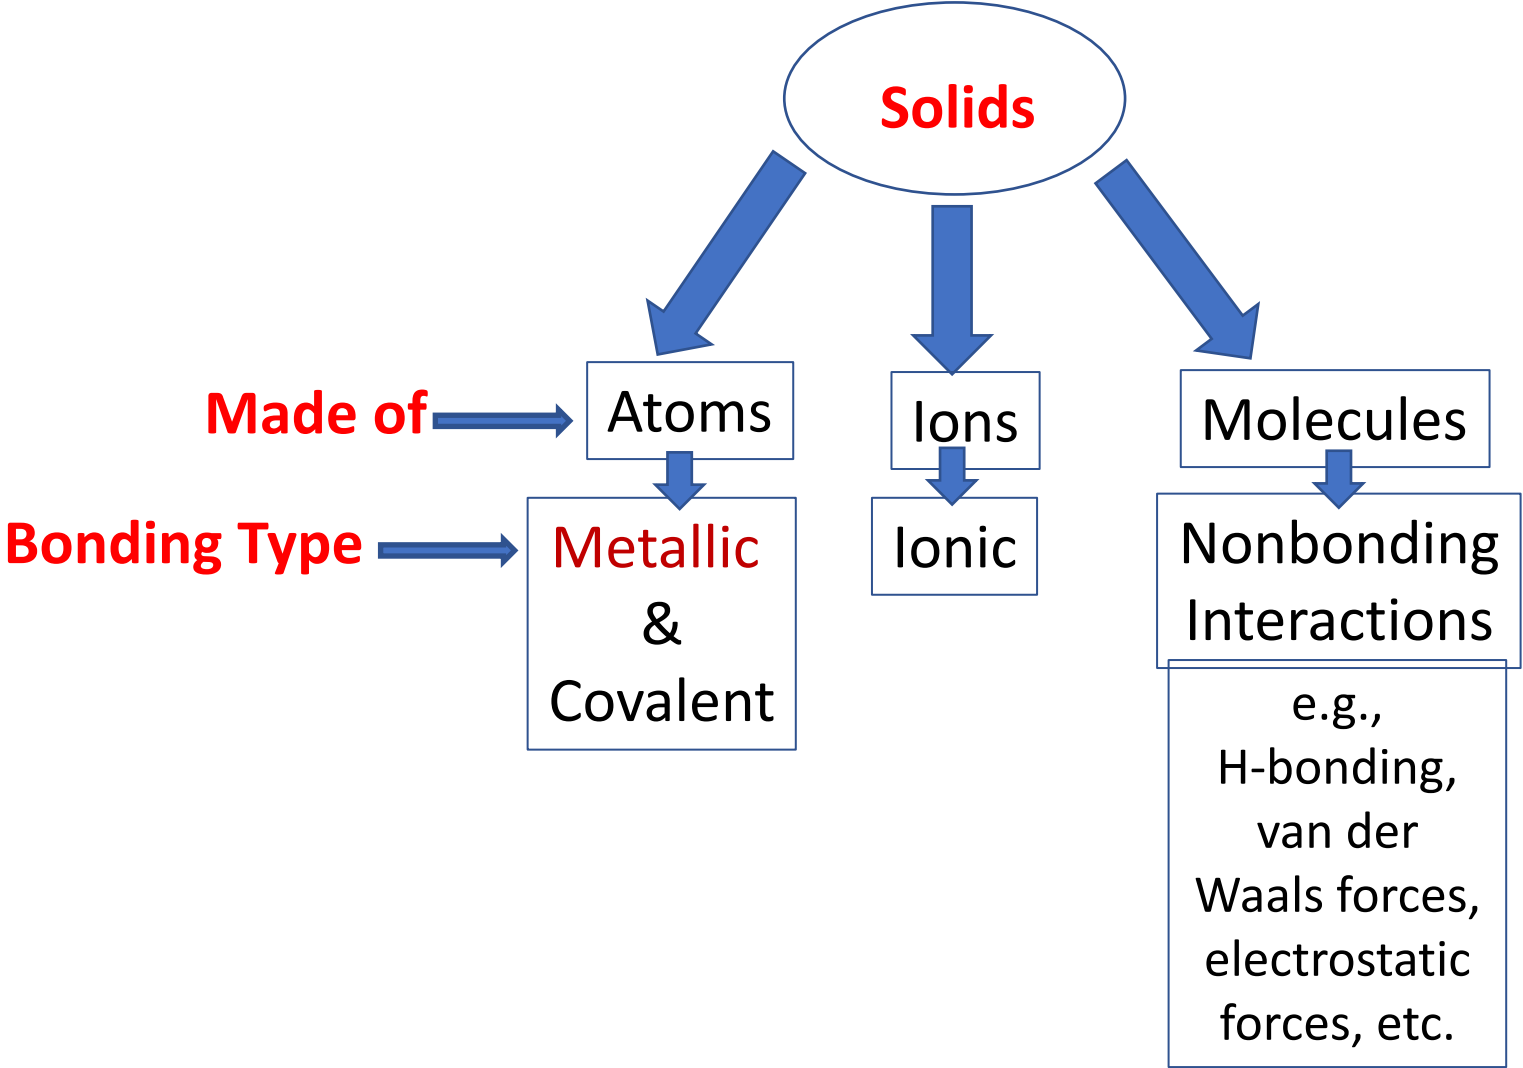 Solids
Made of
Atoms
Ions
Molecules
Bonding Type
Metallic
&
Covalent
Ionic
Nonbonding
Interactions
e.g.,
H-bonding,
van der
Waals forces,
electrostatic
forces, etc.